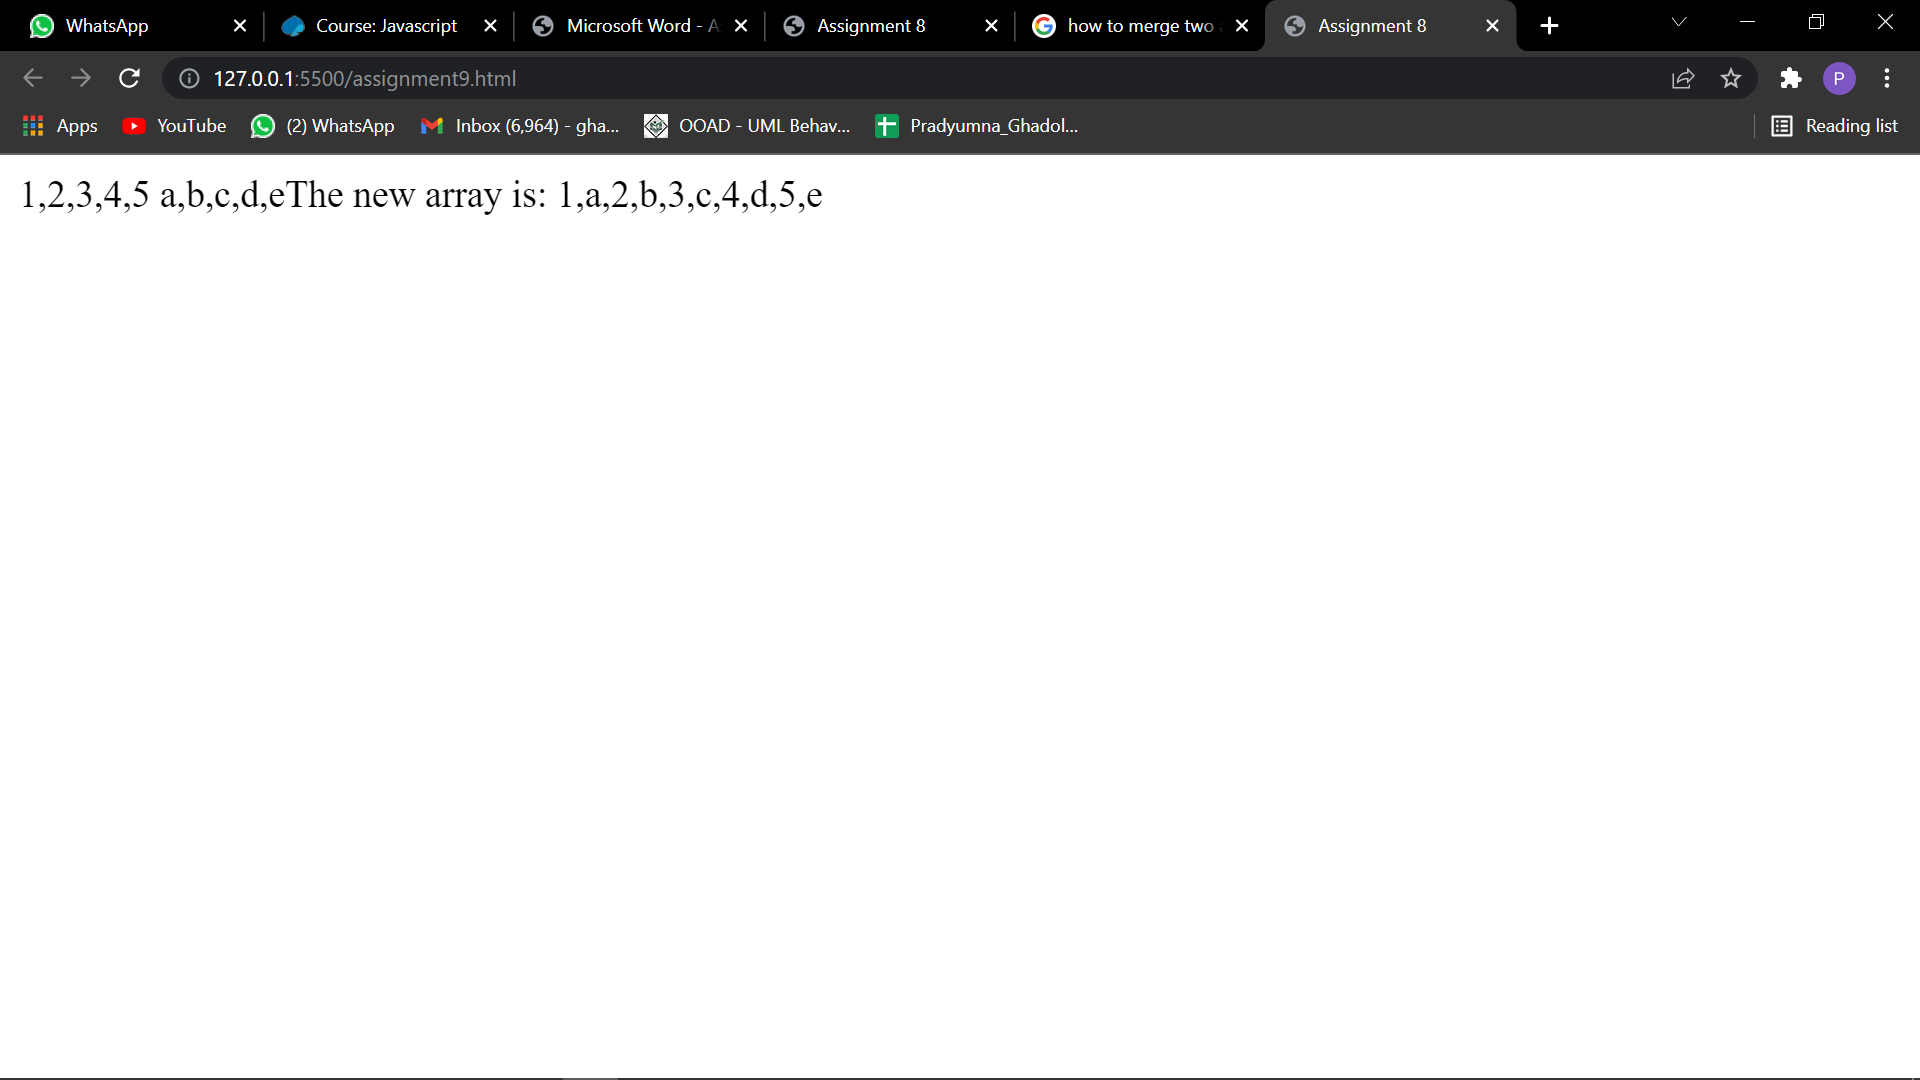 WhatsApp
Course: Javascript
Microsoft Word - A
Assignment 8
how to merge two
Assignment 8
127.0.0.1:5500/assignment9.html
P
Apps
YouTube
(2) WhatsApp
Inbox (6,964) - gha...
OOAD - UML Behav...
Pradyumna_Ghadol...
Reading list
1,2,3,4,5 a,b,c,d,eThe new array is: 1,a,2,b,3,c,4,d,5,e